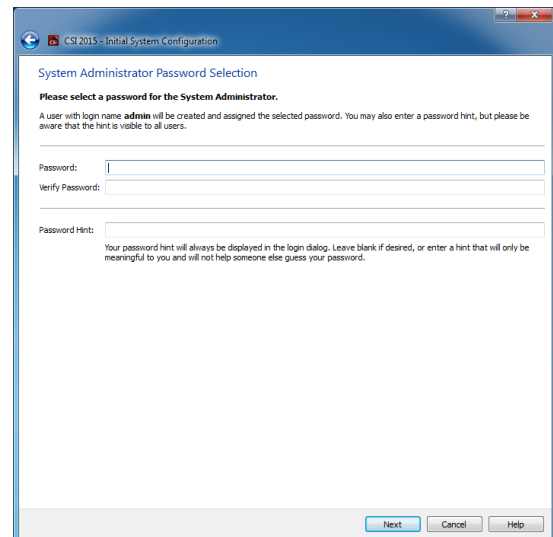 CSI 2015 - Initial System Configuration
System Administrator Password Selection
Please select a password for the System Administrator.
A user with login name admin will be created and assigned the selected password. You may also enter a password hint, but please be
aware that the hint is visible to all users.
Password:
Verify Password:
Password Hint:
Your password hint will always be displayed in the login dialog. Leave blank if desired, or enter a hint that will only be
meaningful to you and will not help someone else guess your password.
Next Cancel Help